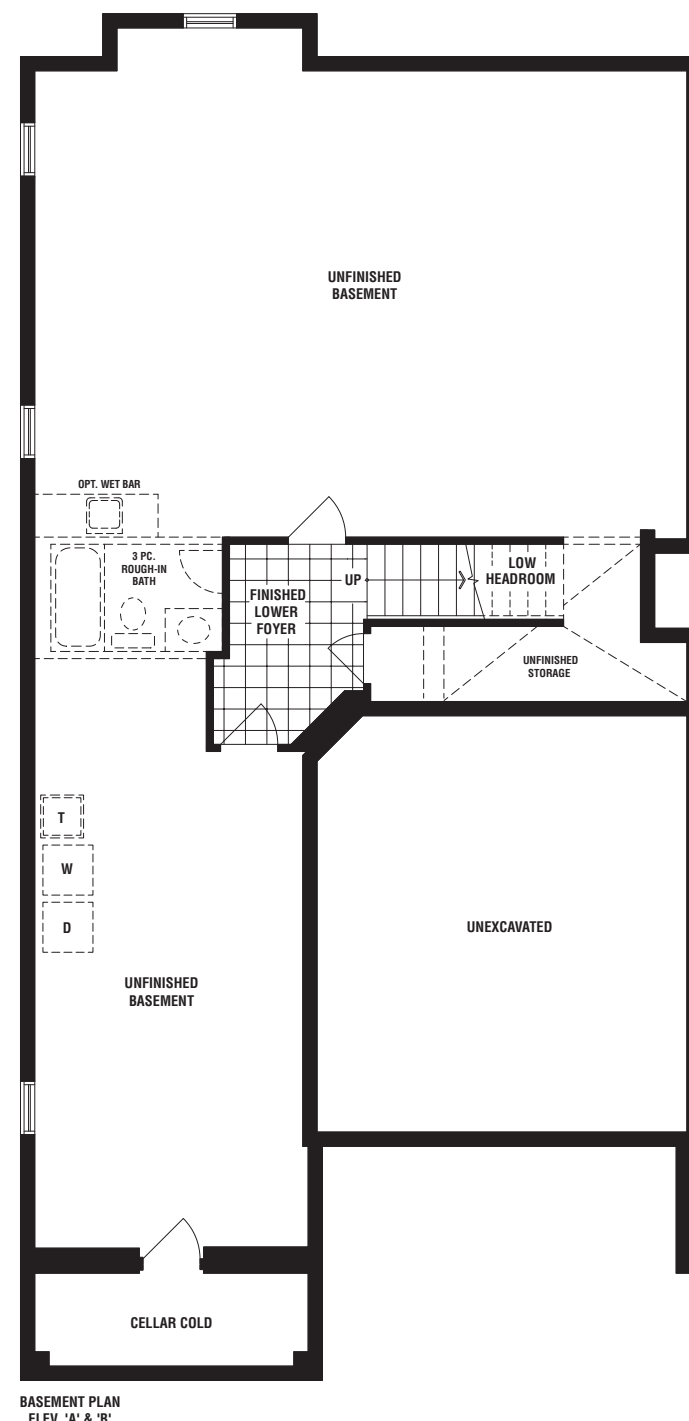 UNFINISHED
BASEMENT
OPT. WET BAR
3 PC.
ROUGH-IN
BATH
FINISHED
LOWER
FOYER
UP
LOW
HEADROOM
UNFINISHED
STORAGE
T
W
D
UNEXCAVATED
UNFINISHED
BASEMENT
CELLAR COLD
BASEMENT PLAN
ELEV. 'A' & 'B'